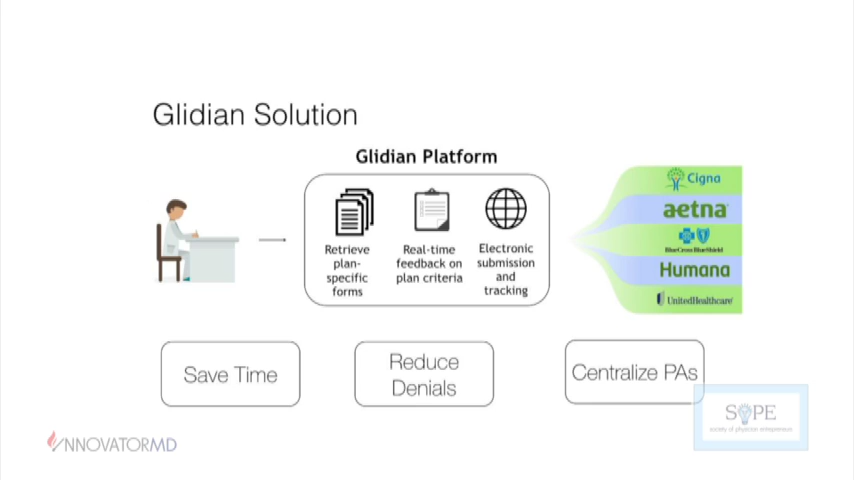 Glidian Solution
Glidian Platform
Retrieve
plan-
specific
forms
Real-time
feedback on
plan criteria
Electronic
submission
and
tracking
Cigna
aetna
BlueCross BlueShield
Humana
UnitedHealthcare
Save Time
Reduce
Denials
Centralize PAs
INNOVATORMD
SOPE
society of physician entrepreneurs